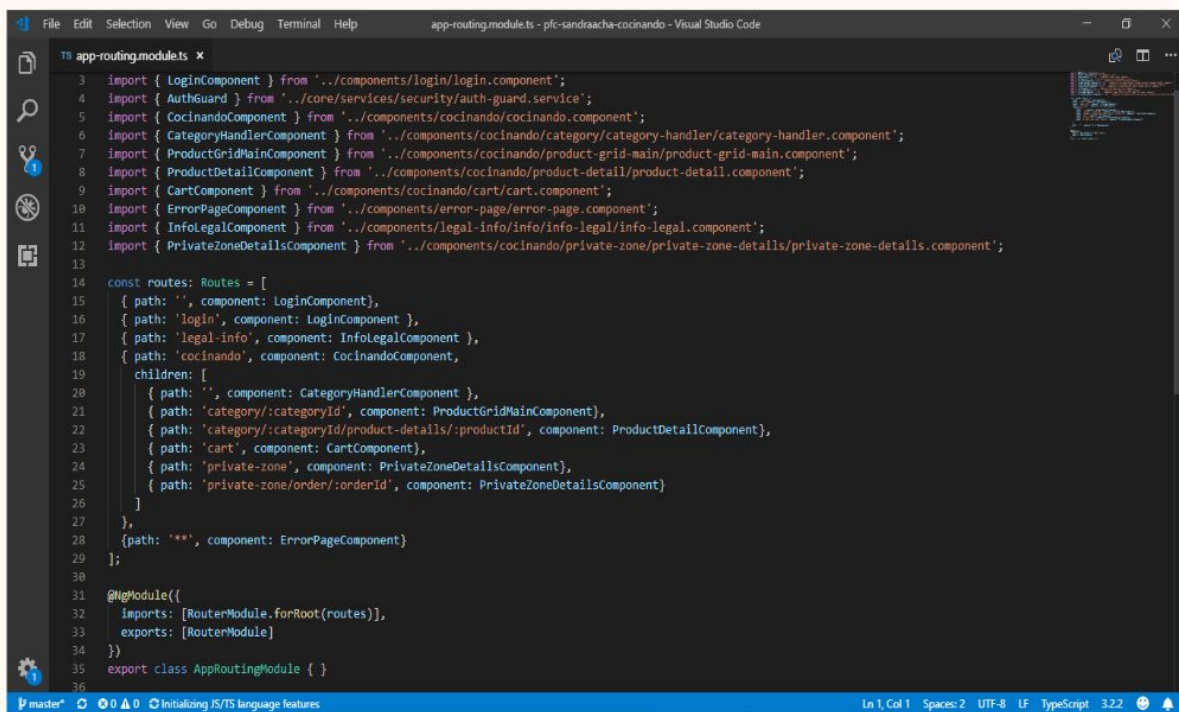 File Edit Selection View Go Debug Terminal Help app-routing.module.ts - pfc-sandraacha-cocinando - Visual Studio Code
TS app-routing.module.ts ×
3 import { LoginComponent } from '../components/login/login.component';
4 import { AuthGuard } from '../core/services/security/auth-guard.service';
5 import { CocinandoComponent } from '../components/cocinando/cocinando.component';
6 import { CategoryHandlerComponent } from '../components/cocinando/category/category-handler/category-handler.component';
7 import { ProductGridMainComponent } from '../components/cocinando/product-grid-main/product-grid-main.component';
8 import { ProductDetailComponent } from '../components/cocinando/product-detail/product-detail.component';
9 import { CartComponent } from '../components/cocinando/cart/cart.component';
10 import { ErrorPageComponent } from '../components/error-page/error-page.component';
11 import { InfoLegalComponent } from '../components/legal-info/info/info-legal/info-legal.component';
12 import { PrivateZoneDetailsComponent } from '../components/cocinando/private-zone/private-zone-details/private-zone-details.component';
13
14 const routes: Routes = [
15 { path: '', component: LoginComponent},
16 { path: 'login', component: LoginComponent },
17 { path: 'legal-info', component: InfoLegalComponent },
18 { path: 'cocinando', component: CocinandoComponent,
19 children: [
20 { path: '', component: CategoryHandlerComponent },
21 { path: 'category/:categoryId', component: ProductGridMainComponent},
22 { path: 'category/:categoryId/product-details/:productId', component: ProductDetailComponent},
23 { path: 'cart', component: CartComponent},
24 { path: 'private-zone', component: PrivateZoneDetailsComponent},
25 { path: 'private-zone/order/:orderId', component: PrivateZoneDetailsComponent}
26 ]
27 },
28 {path: '**', component: ErrorPageComponent}
29 ];
30
31 @NgModule({
32 imports: [RouterModule.forRoot(routes)],
33 exports: [RouterModule]
34 })
35 export class AppRoutingModule { }
36
1
1
master* 0 0 Initializing JS/TS language features Ln 1, Col 1 Spaces: 2 UTF-8 LF TypeScript 3.2.2